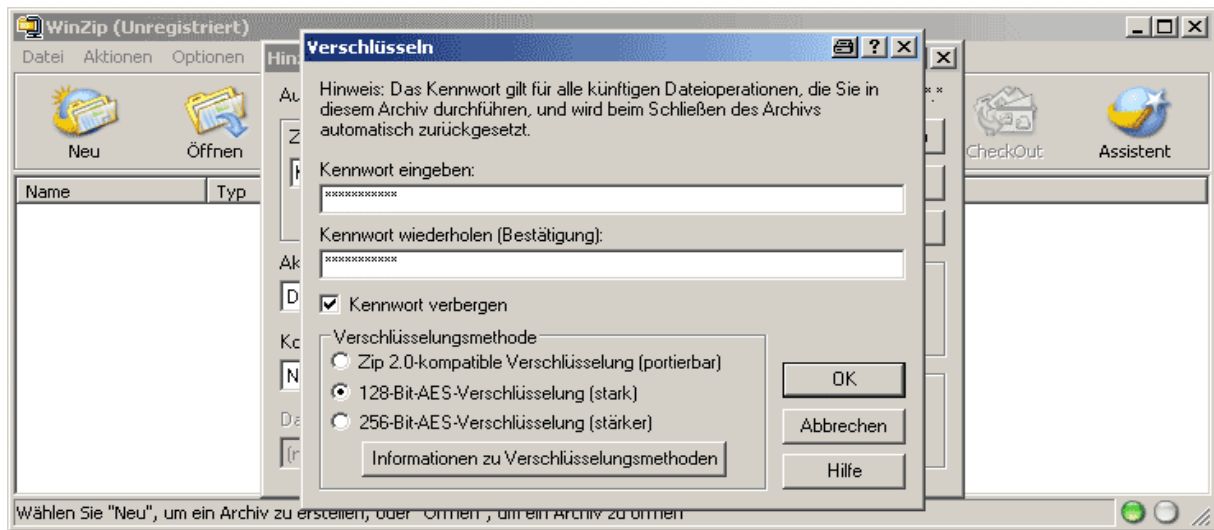 WinZip (Unregistriert)
Datei Aktionen Optionen
Neu
Öffnen
CheckOut
Assistent
Name
Typ
Verschlüsseln
Hinweis: Das Kennwort gilt für alle künftigen Dateioperationen, die Sie in
diesem Archiv durchführen, und wird beim Schließen des Archivs
automatisch zurückgesetzt.
Kennwort eingeben:
***********
Kennwort wiederholen (Bestätigung):
***********
Kennwort verbergen
Verschlüsselungsmethode
Zip 2.0-kompatible Verschlüsselung (portierbar)
128-Bit-AES-Verschlüsselung (stark)
256-Bit-AES-Verschlüsselung (stärker)
Informationen zu Verschlüsselungsmethoden
OK
Abbrechen
Hilfe
Wählen Sie "Neu", um ein Archiv zu erstellen, oder "Öffnen", um ein Archiv zu öffnen